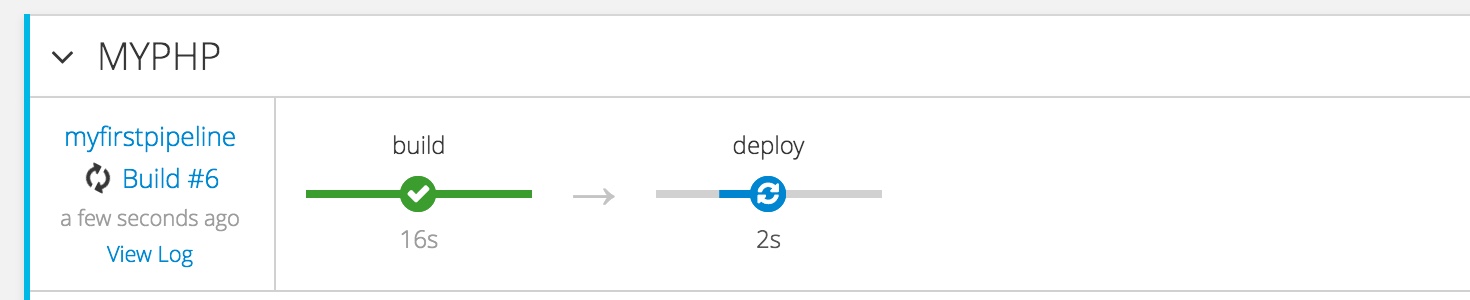 MYPHP
myfirstpipeline
Build #6
a few seconds ago
View Log
build
16s
deploy
2s